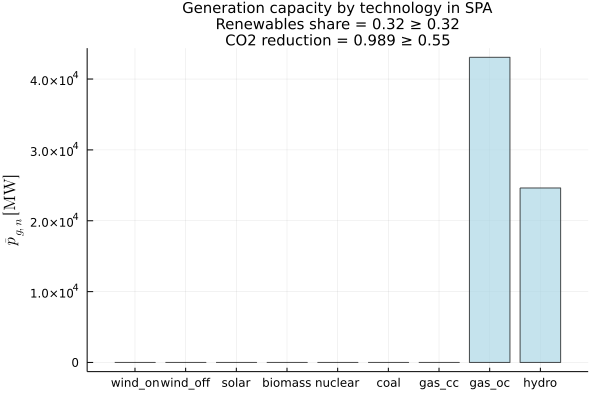 Generation capacity by technology in SPA
Renewables share = 0.32 ≥ 0.32
CO2 reduction = 0.989 ≥ 0.55
p̄_{g,n} [MW]
4.0×10⁴
3.0×10⁴
2.0×10⁴
1.0×10⁴
0
wind_on wind_off solar biomass nuclear coal gas_cc gas_oc hydro